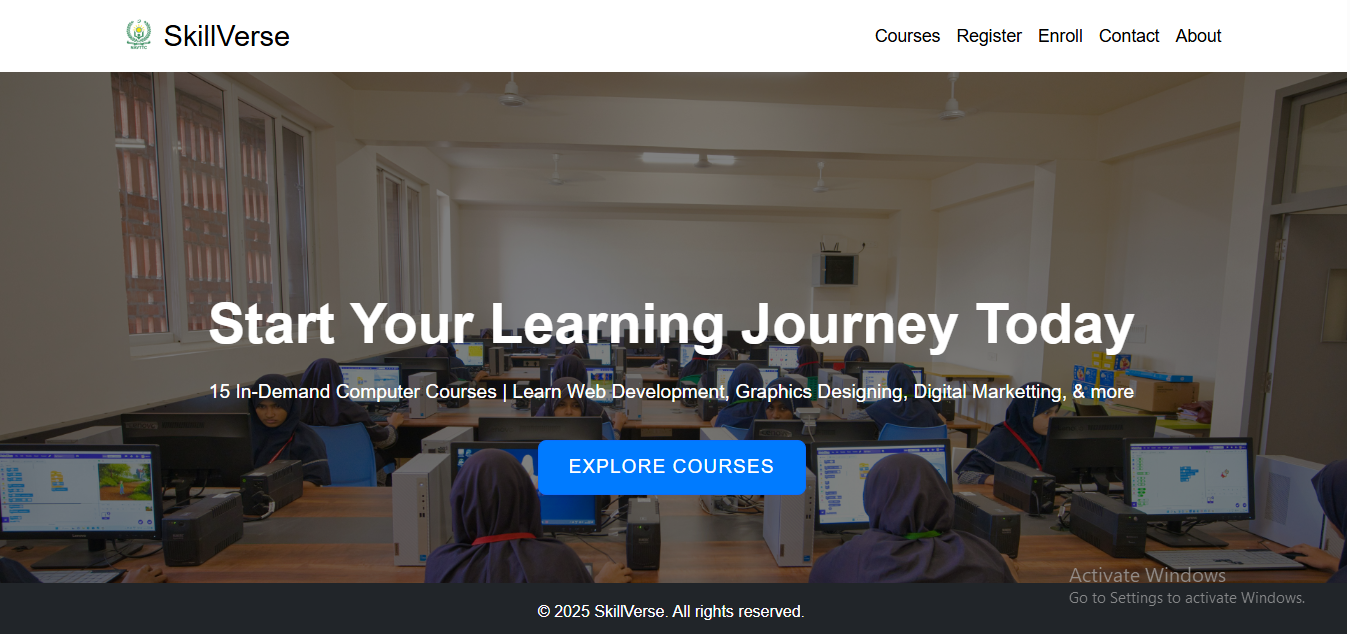 SkillVerse
Courses Register Enroll Contact About
Start Your Learning Journey Today
15 In-Demand Computer Courses | Learn Web Development, Graphics Designing, Digital Marketting, & more
EXPLORE COURSES
Activate Windows
Go to Settings to activate Windows.
© 2025 SkillVerse. All rights reserved.